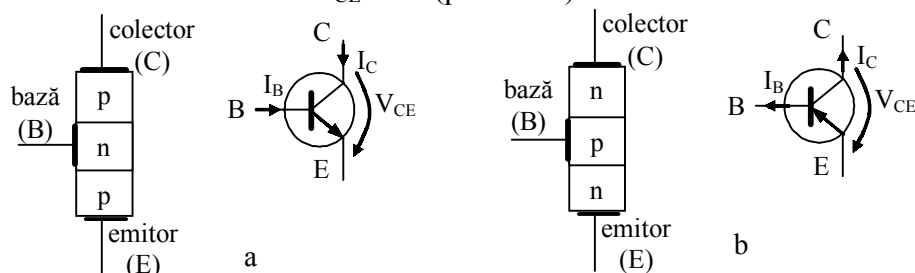 CE (p
colector
(C)
p
bază
(B)
n
p
emitor
(E)
C
I_C
I_B
B
V_CE
E
a
colector
(C)
n
bază
(B)
p
n
emitor
(E)
C
I_C
I_B
B
V_CE
E
b